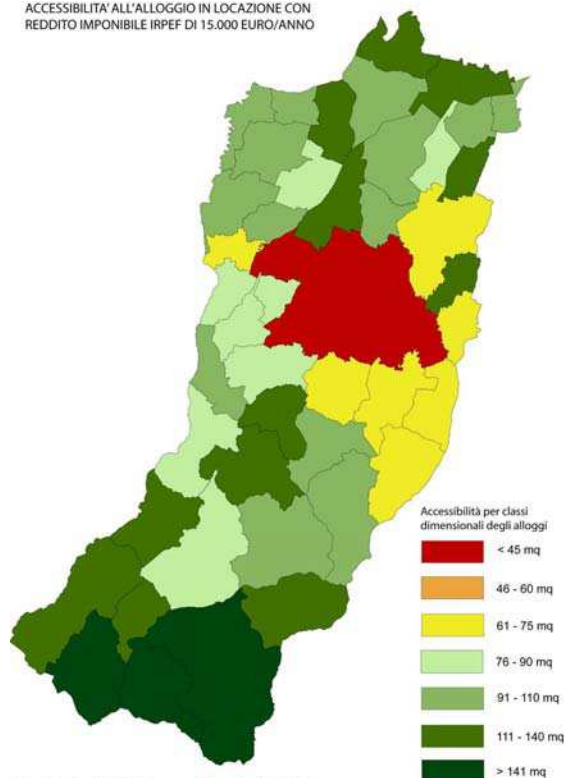 ACCESSIBILITA' ALL'ALLOGGIO IN LOCAZIONE CON
REDDITO IMPONIBILE IRPEF DI 15.000 EURO/ANNO
Accessibilità per classi
dimensionali degli alloggi
< 45 mq
46 - 60 mq
61 - 75 mq
76 - 90 mq
91 - 110 mq
111 - 140 mq
> 141 mq